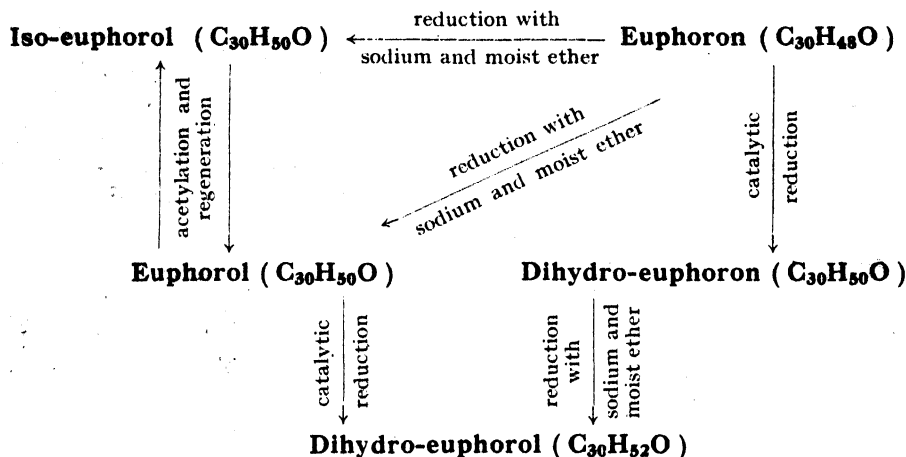 reduction with
Iso-euphorol (C₃₀H₅₀O)
Euphoron (C₃₀H₄₈O)
sodium and moist ether
acetylation and
regeneration
reduction with
sodium and moist ether
catalytic
reduction
Euphorol (C₃₀H₅₀O)
Dihydro-euphoron (C₃₀H₅₀O)
catalytic
reduction
reduction
with
sodium and
moist ether
Dihydro-euphorol (C₃₀H₅₂O)